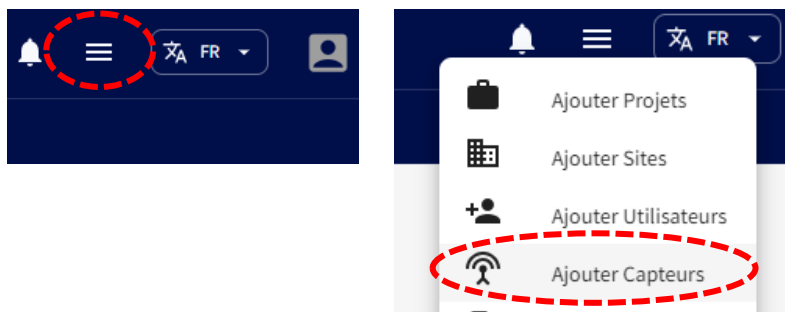 FR
FR
Ajouter Projets
Ajouter Sites
Ajouter Utilisateurs
Ajouter Capteurs